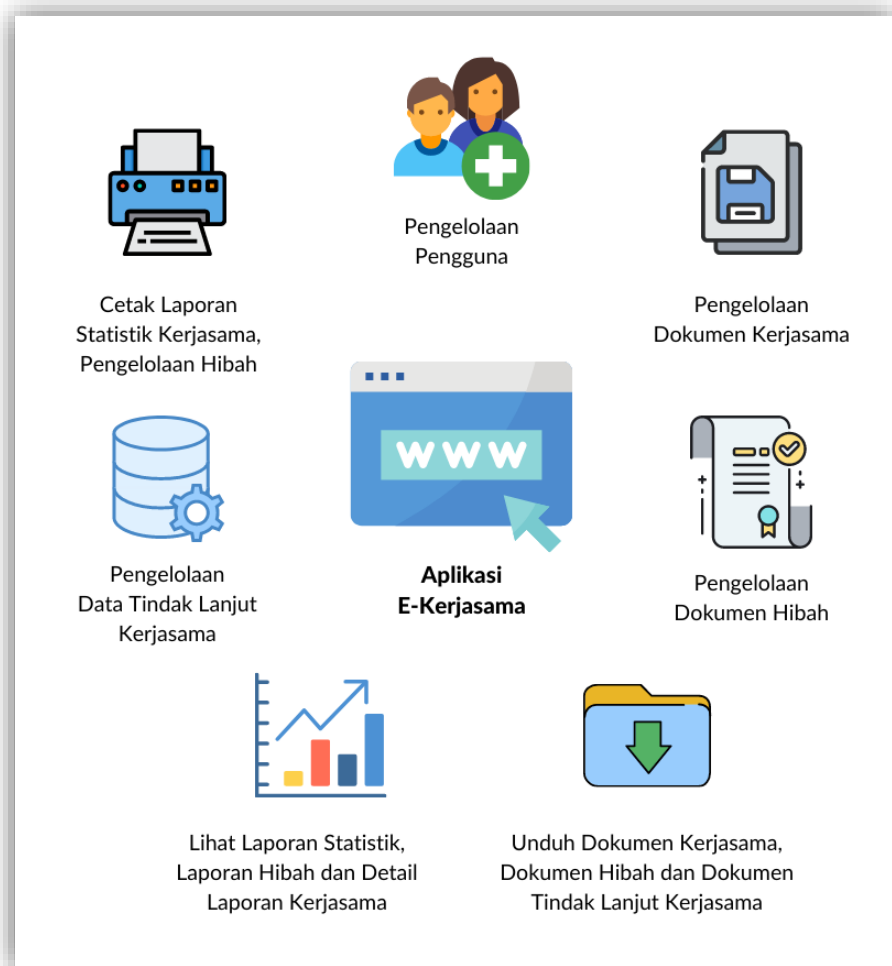 Pengelolaan
Pengguna
Cetak Laporan
Statistik Kerjasama,
Pengelolaan Hibah
Pengelolaan
Dokumen Kerjasama
WWW
Aplikasi
E-Kerjasama
Pengelolaan
Data Tindak Lanjut
Kerjasama
Pengelolaan
Dokumen Hibah
Lihat Laporan Statistik,
Laporan Hibah dan Detail
Laporan Kerjasama
Unduh Dokumen Kerjasama,
Dokumen Hibah dan Dokumen
Tindak Lanjut Kerjasama